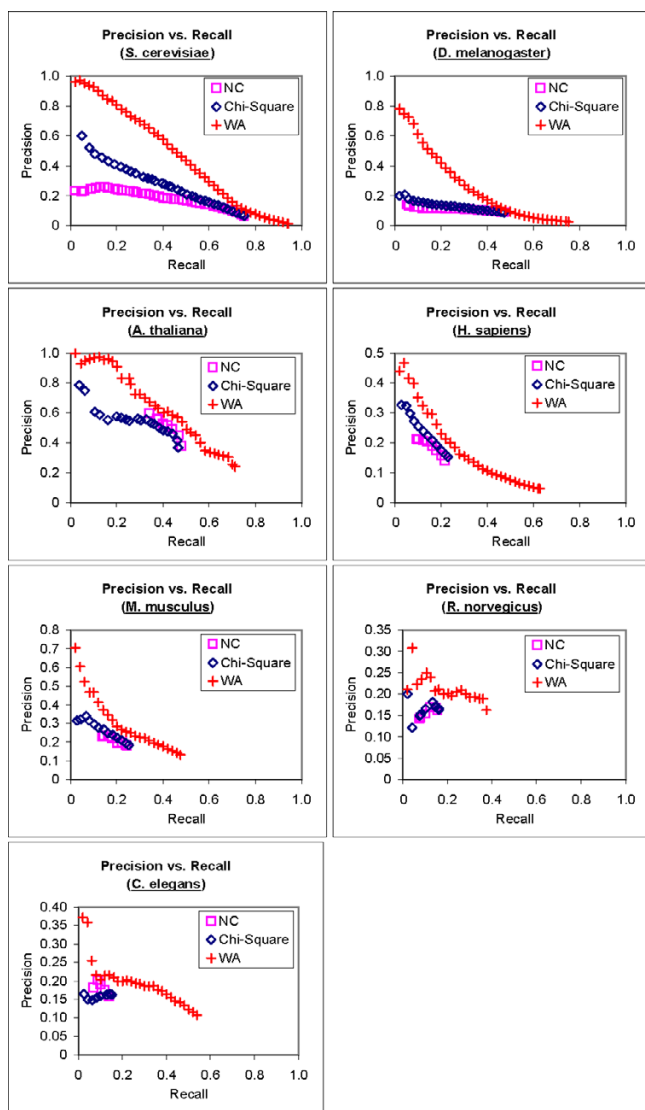 Precision vs. Recall
(S. cerevisiae)
1.0
0.8
0.6
0.4
0.2
0
Precision
0 0.2 0.4 0.6 0.8 1.0
Recall
NC
Chi-Square
WA
Precision vs. Recall
(D. melanogaster)
1.0
0.8
0.6
0.4
0.2
0
Precision
0 0.2 0.4 0.6 0.8 1.0
Recall
NC
Chi-Square
WA
Precision vs. Recall
(A. thaliana)
1.0
0.8
0.6
0.4
0.2
0
Precision
0 0.2 0.4 0.6 0.8 1.0
Recall
NC
Chi-Square
WA
Precision vs. Recall
(H. sapiens)
0.5
0.4
0.3
0.2
0.1
0
Precision
0 0.2 0.4 0.6 0.8 1.0
Recall
NC
Chi-Square
WA
Precision vs. Recall
(M. musculus)
0.8
0.7
0.6
0.5
0.4
0.3
0.2
0.1
0
Precision
0 0.2 0.4 0.6 0.8 1.0
Recall
NC
Chi-Square
WA
Precision vs. Recall
(R. norvegicus)
0.35
0.30
0.25
0.20
0.15
0.10
0.05
0
Precision
0 0.2 0.4 0.6 0.8 1.0
Recall
NC
Chi-Square
WA
Precision vs. Recall
(C. elegans)
0.40
0.35
0.30
0.25
0.20
0.15
0.10
0.05
0
Precision
0 0.2 0.4 0.6 0.8 1.0
Recall
NC
Chi-Square
WA